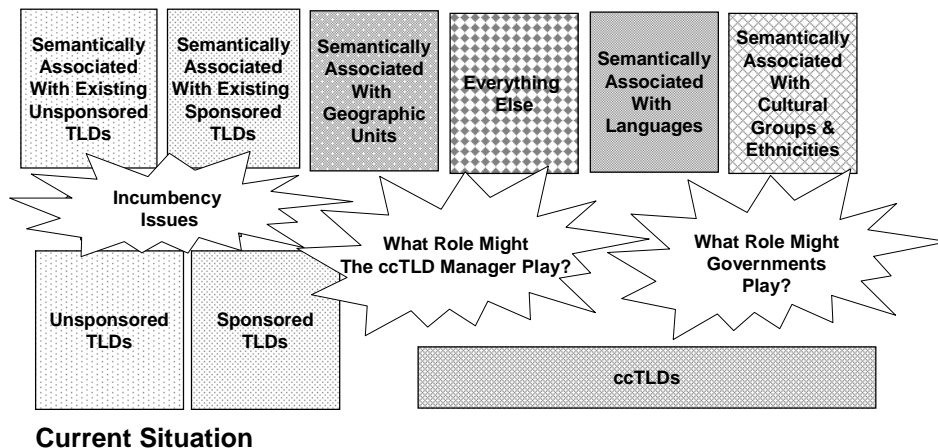 Semantically
Associated
With Existing
Unsponsored
TLDs
Semantically
Associated
With Existing
Sponsored
TLDs
Semantically
Associated
With
Geographic
Units
Everything
Else
Semantically
Associated
With
Languages
Semantically
Associated
With
Cultural
Groups &
Ethnicities
Incumbency
Issues
What Role Might
The ccTLD Manager Play?
What Role Might
Governments
Play?
Unsponsored
TLDs
Sponsored
TLDs
ccTLDs
Current Situation